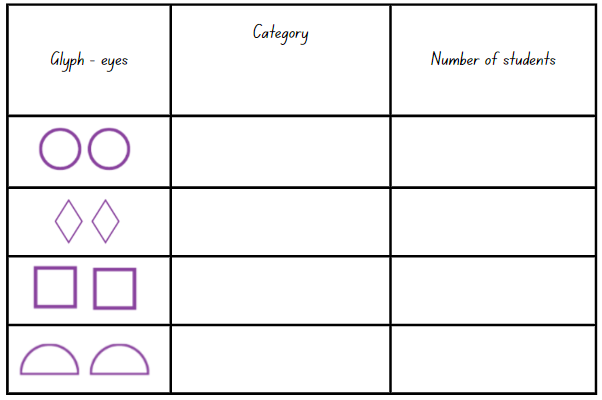 Category
Glyph - eyes
Number of students